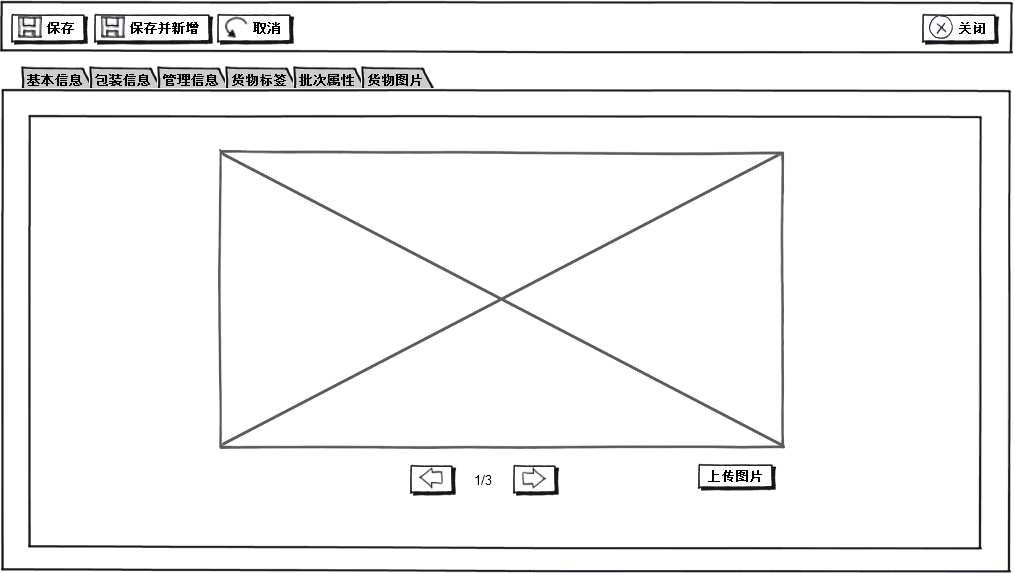 保存 保存并新增 取消 关闭
基本信息 包装信息 管理信息 货物标签 批次属性 货物图片
1/3 上传图片